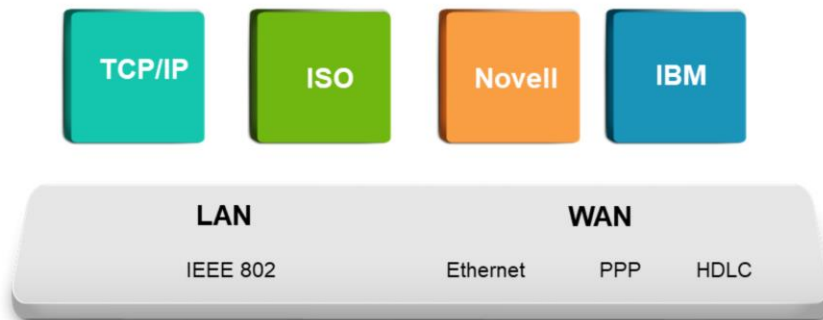 TCP/IP ISO Novell IBM
LAN WAN
IEEE 802 Ethernet PPP HDLC